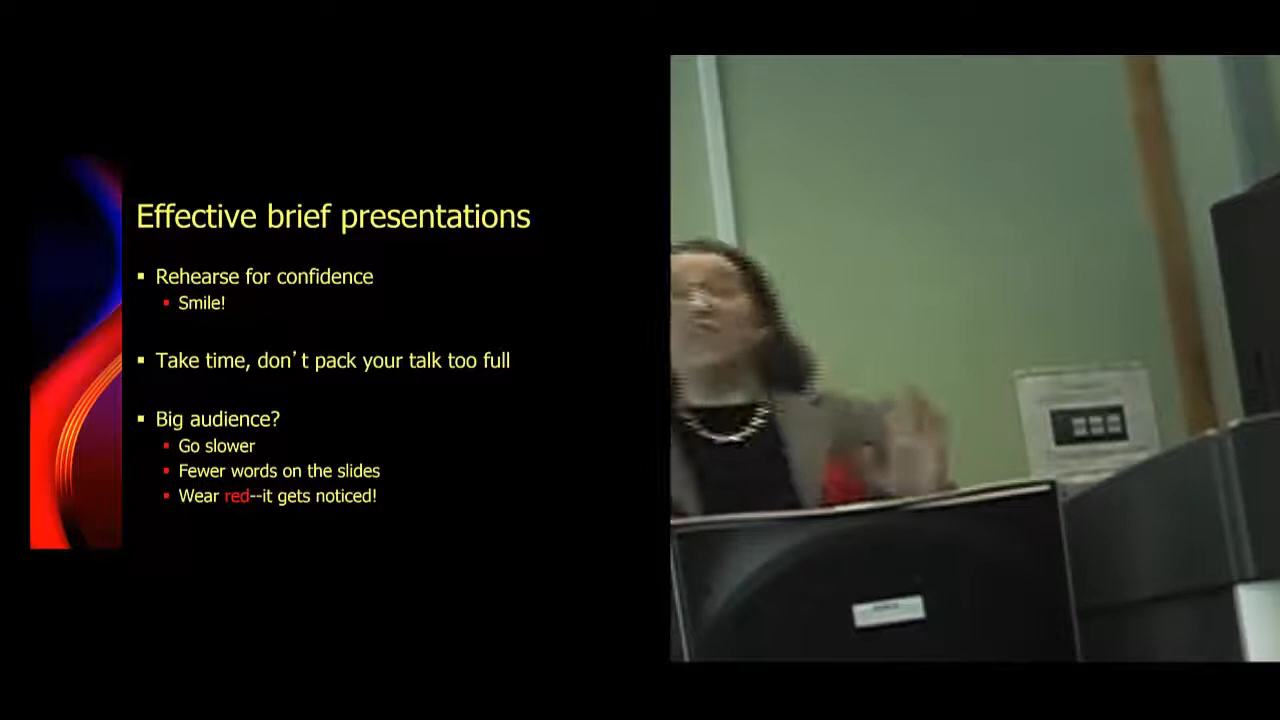 Effective brief presentations
▪ Rehearse for confidence
▪ Smile!
▪ Take time, don’t pack your talk too full
▪ Big audience?
▪ Go slower
▪ Fewer words on the slides
▪ Wear red--it gets noticed!